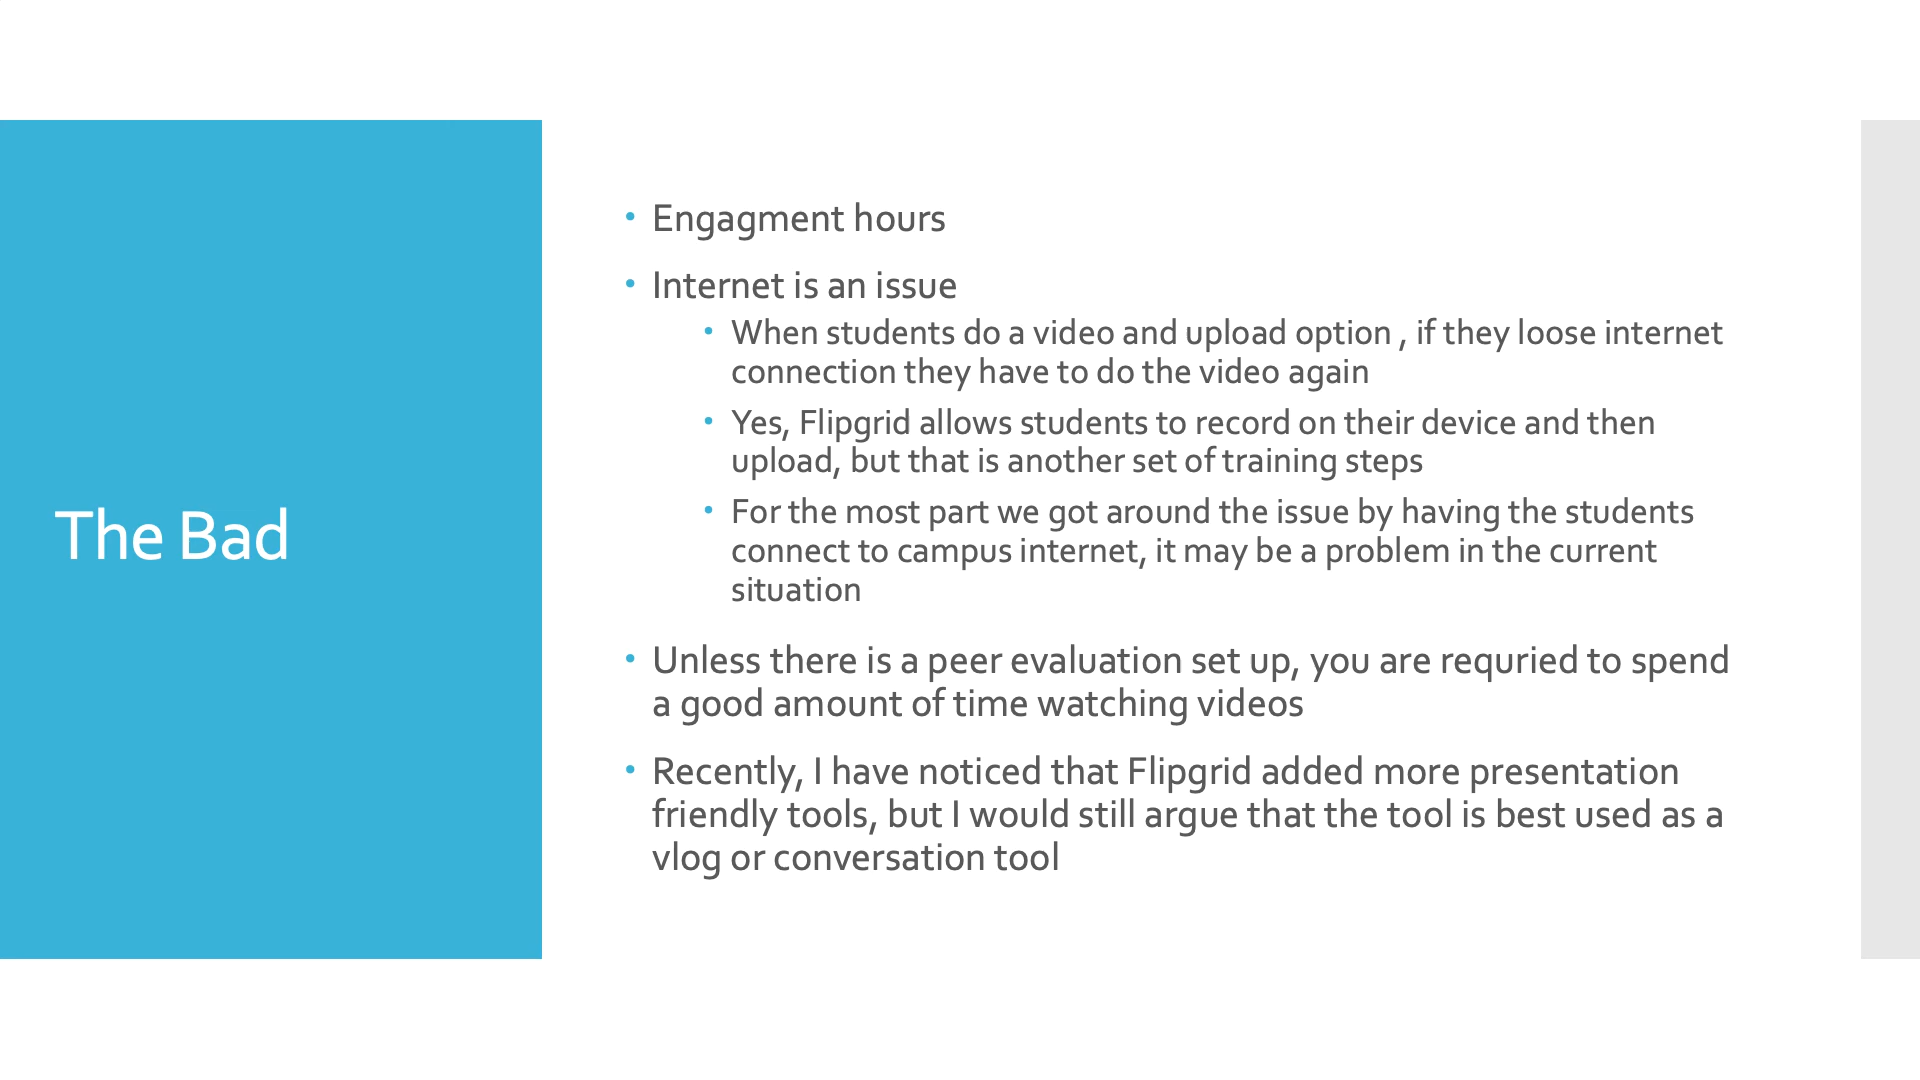 The Bad
• Engagment hours
• Internet is an issue
• When students do a video and upload option , if they loose internet
connection they have to do the video again
• Yes, Flipgrid allows students to record on their device and then
upload, but that is another set of training steps
• For the most part we got around the issue by having the students
connect to campus internet, it may be a problem in the current
situation
• Unless there is a peer evaluation set up, you are requried to spend
a good amount of time watching videos
• Recently, I have noticed that Flipgrid added more presentation
friendly tools, but I would still argue that the tool is best used as a
vlog or conversation tool